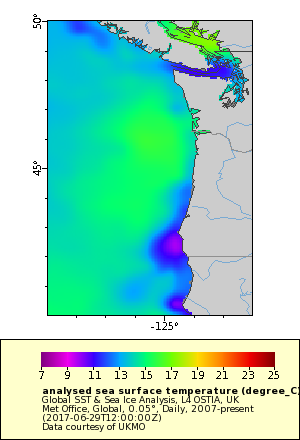 50°
45°
-125°
7 9 11 13 15 17 19 21 23 25
analysed sea surface temperature (degree_C)
Global SST & Sea Ice Analysis, L4 OSTIA, UK
Met Office, Global, 0.05°, Daily, 2007-present
(2017-06-29T12:00:00Z)
Data courtesy of UKMO